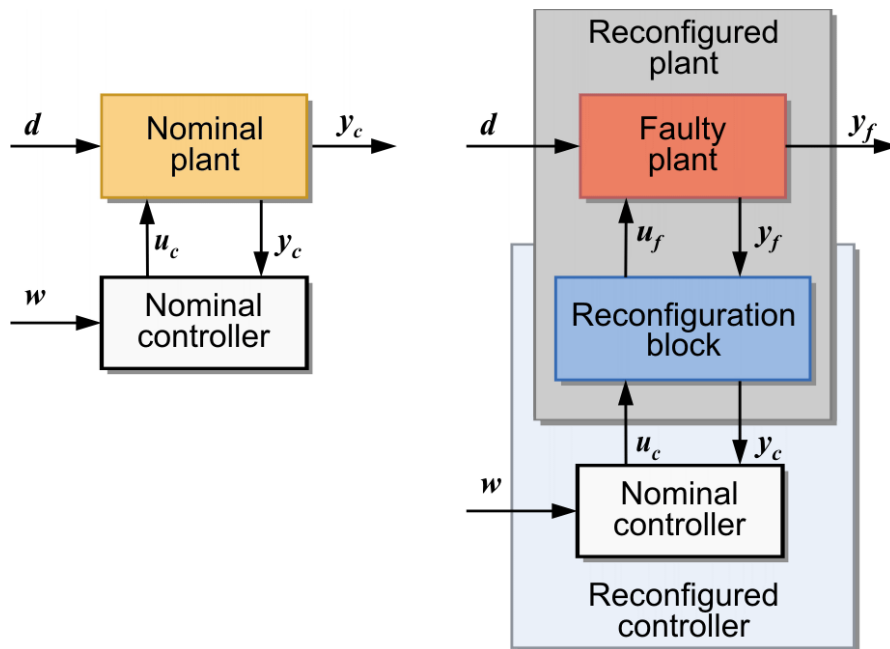 d
Nominal
plant
y_c
u_c
y_c
w
Nominal
controller
Reconfigured
plant
d
Faulty
plant
y_f
u_f
y_f
Reconfiguration
block
u_c
y_c
w
Nominal
controller
Reconfigured
controller